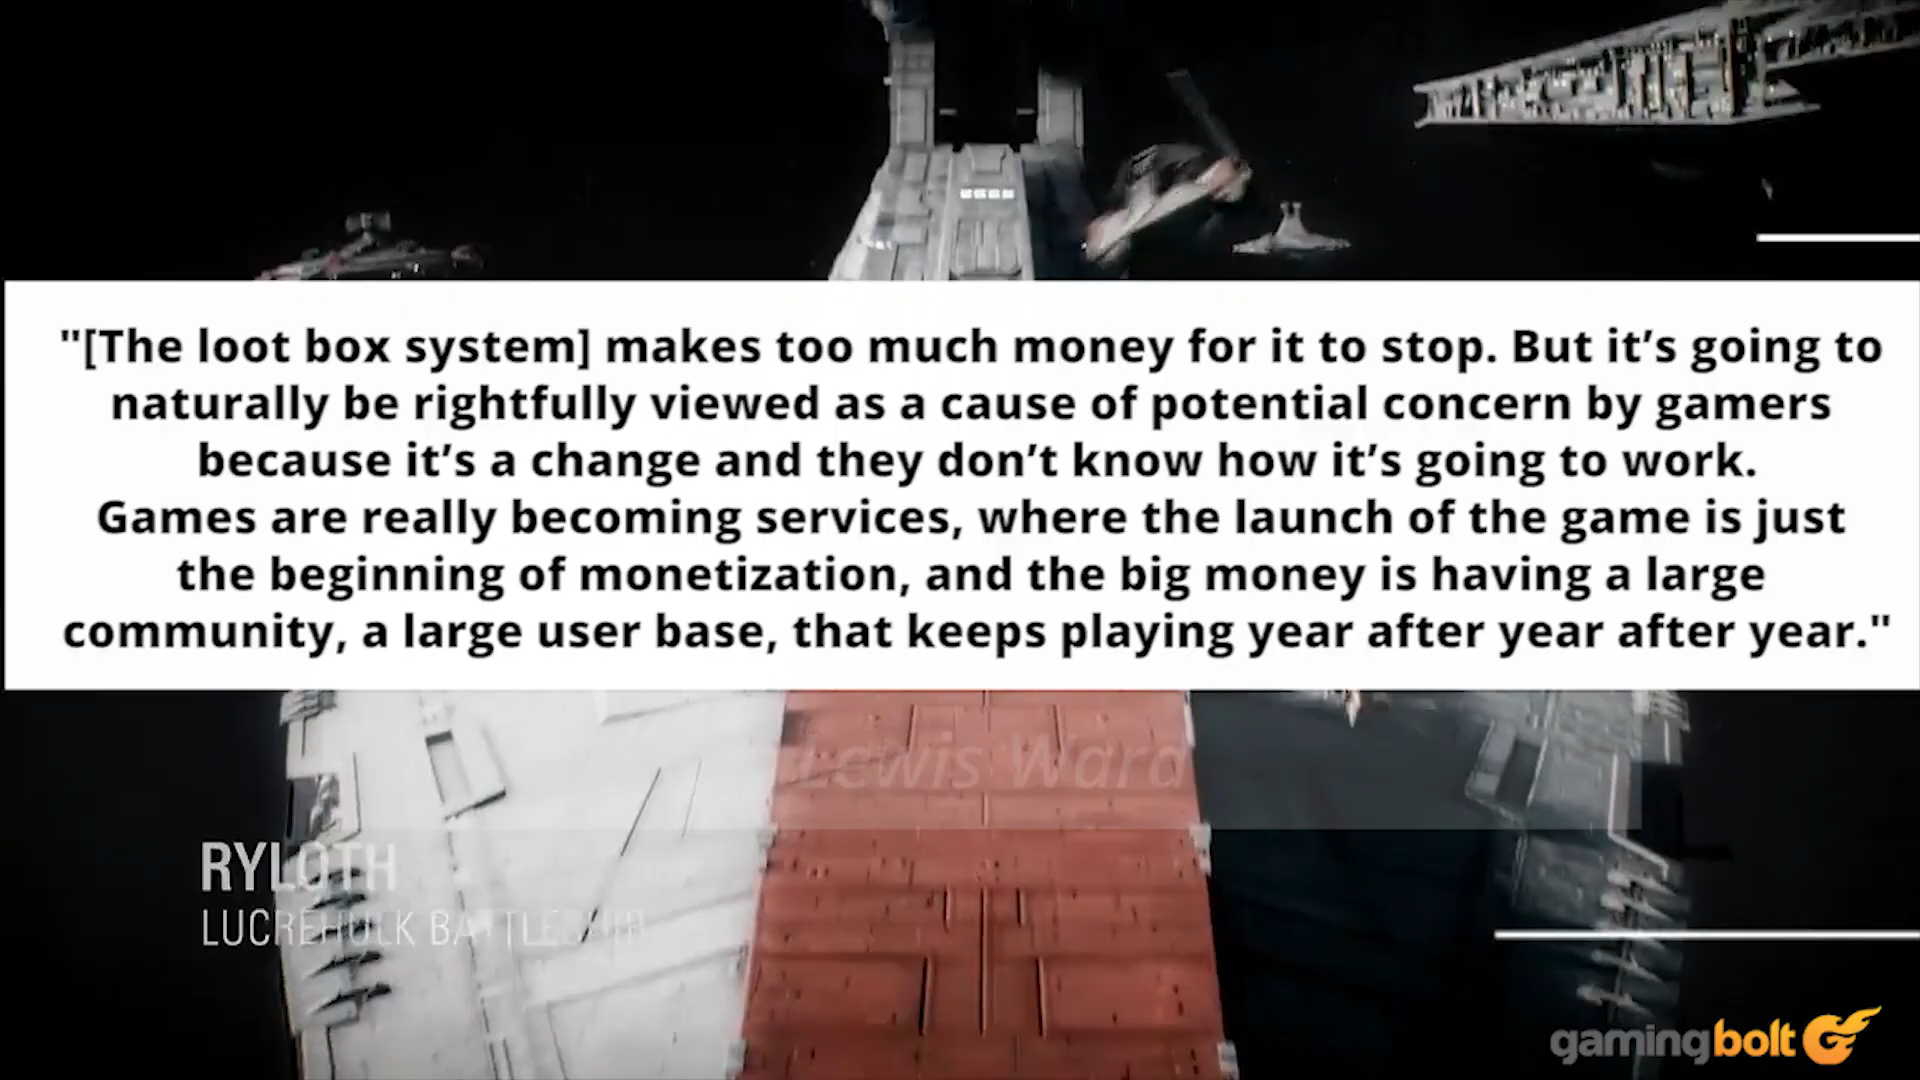 "[The loot box system] makes too much money for it to stop. But it’s going to
naturally be rightfully viewed as a cause of potential concern by gamers
because it’s a change and they don’t know how it’s going to work.
Games are really becoming services, where the launch of the game is just
the beginning of monetization, and the big money is having a large
community, a large user base, that keeps playing year after year after year."
Lewis Ward
RYLOTH
LUCREHULK BATTLESHIP
gamingbolt